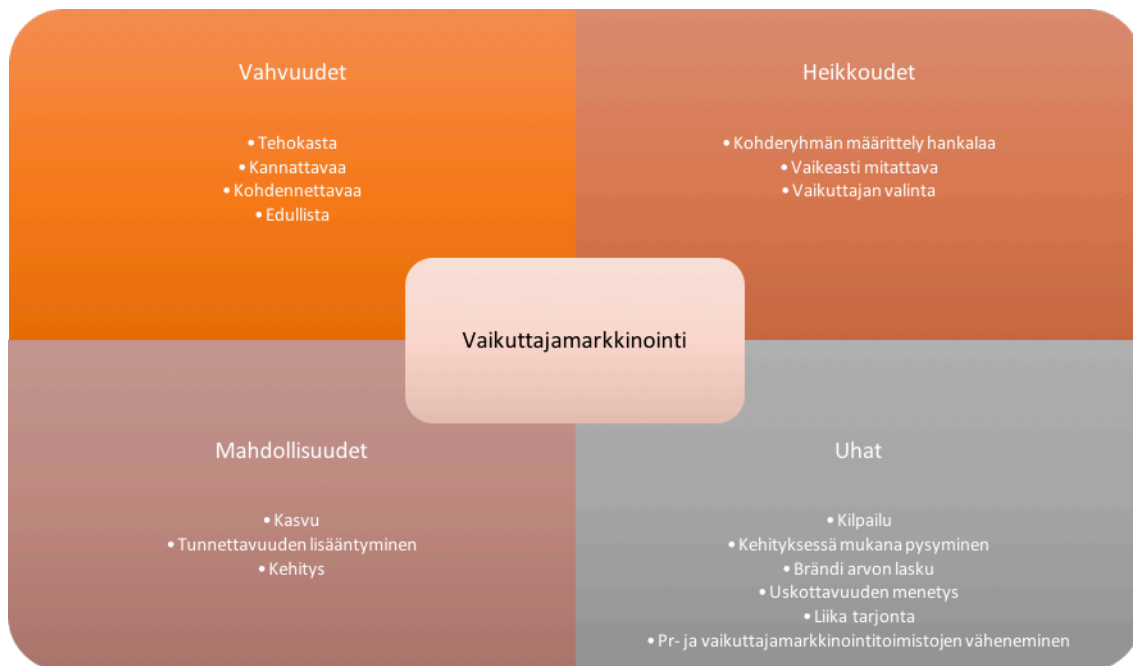 Vahvuudet
• Tehokasta
• Kannattavaa
• Kohdennettavaa
• Edullista
Heikkoudet
• Kohderyhmän määrittely hankalaa
• Vaikeasti mitattava
• Vaikuttajan valinta
Vaikuttajamarkkinointi
Mahdollisuudet
• Kasvu
• Tunnettavuuden lisääntyminen
• Kehitys
Uhat
• Kilpailu
• Kehityksessä mukana pysyminen
• Brändi arvon lasku
• Uskottavuuden menetys
• Liika tarjonta
• Pr- ja vaikuttajamarkkinointitoimistojen väheneminen